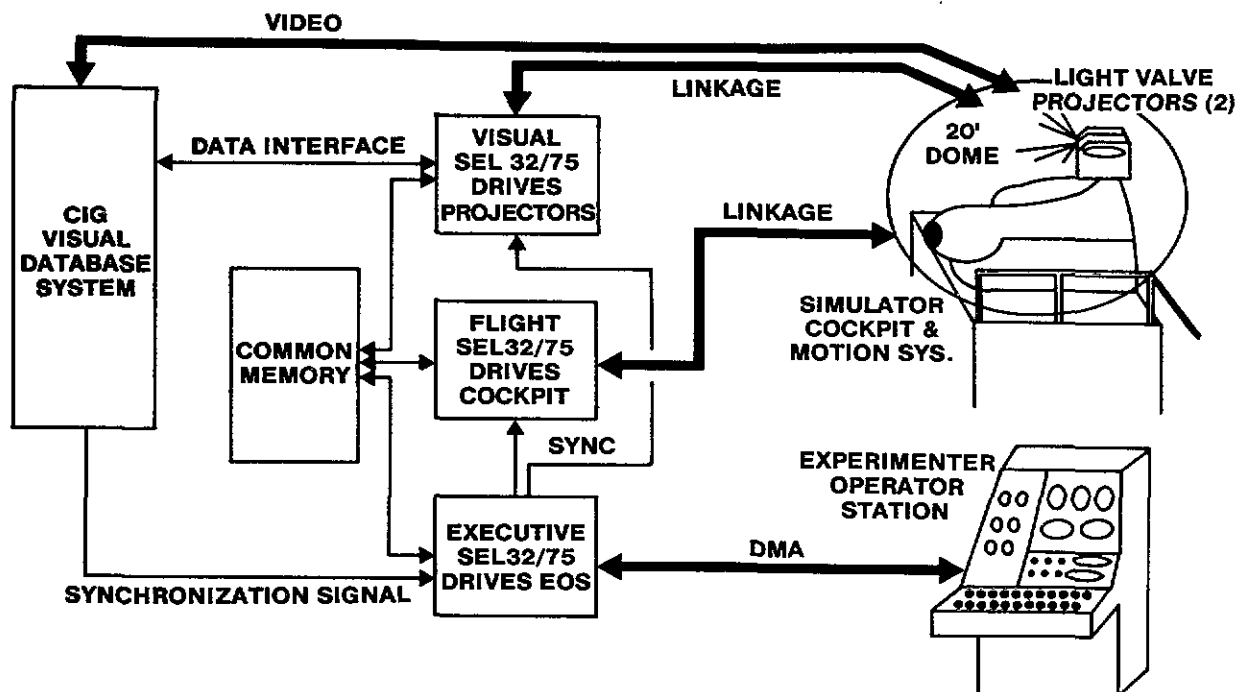 VIDEO
LINKAGE
LIGHT VALVE
PROJECTORS (2)
20'
DOME
DATA INTERFACE
VISUAL
SEL 32/75
DRIVES
PROJECTORS
CIG
VISUAL
DATABASE
SYSTEM
LINKAGE
COMMON
MEMORY
FLIGHT
SEL32/75
DRIVES
COCKPIT
SIMULATOR
COCKPIT &
MOTION SYS.
SYNC
EXPERIMENTER
OPERATOR
STATION
EXECUTIVE
SEL32/75
DRIVES EOS
DMA
SYNCHRONIZATION SIGNAL